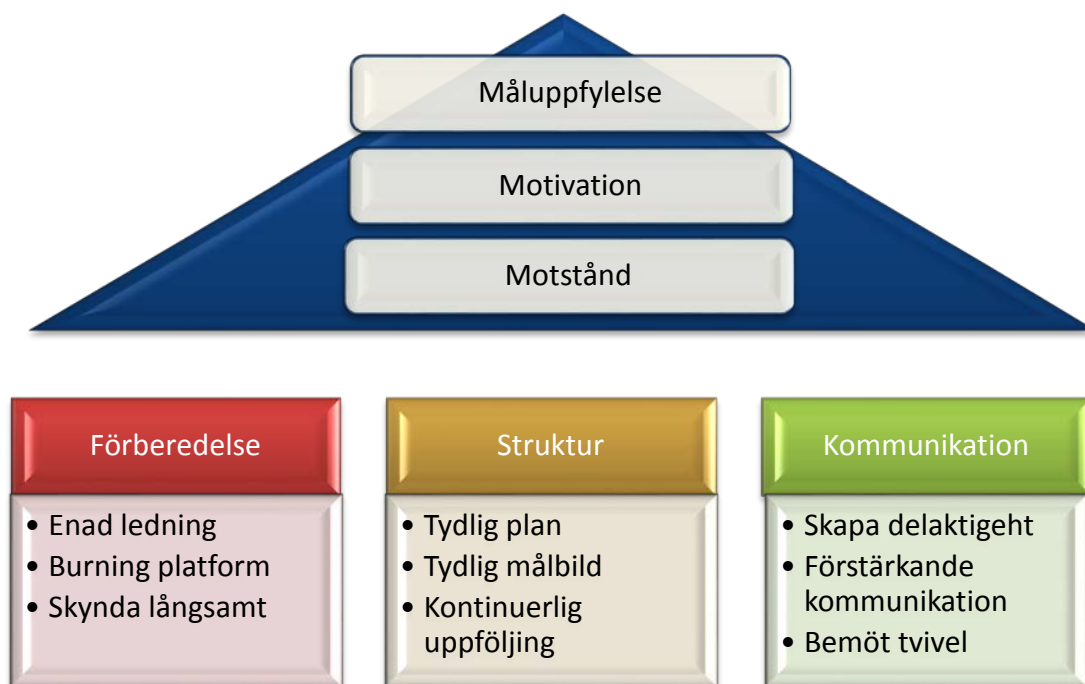 Måluppfylelse
Motivation
Motstånd
Förberedelse
• Enad ledning
• Burning platform
• Skynda långsamt
Struktur
• Tydlig plan
• Tydlig målbild
• Kontinuerlig
uppföljing
Kommunikation
• Skapa delaktigeht
• Förstärkande
kommunikation
• Bemöt tvivel